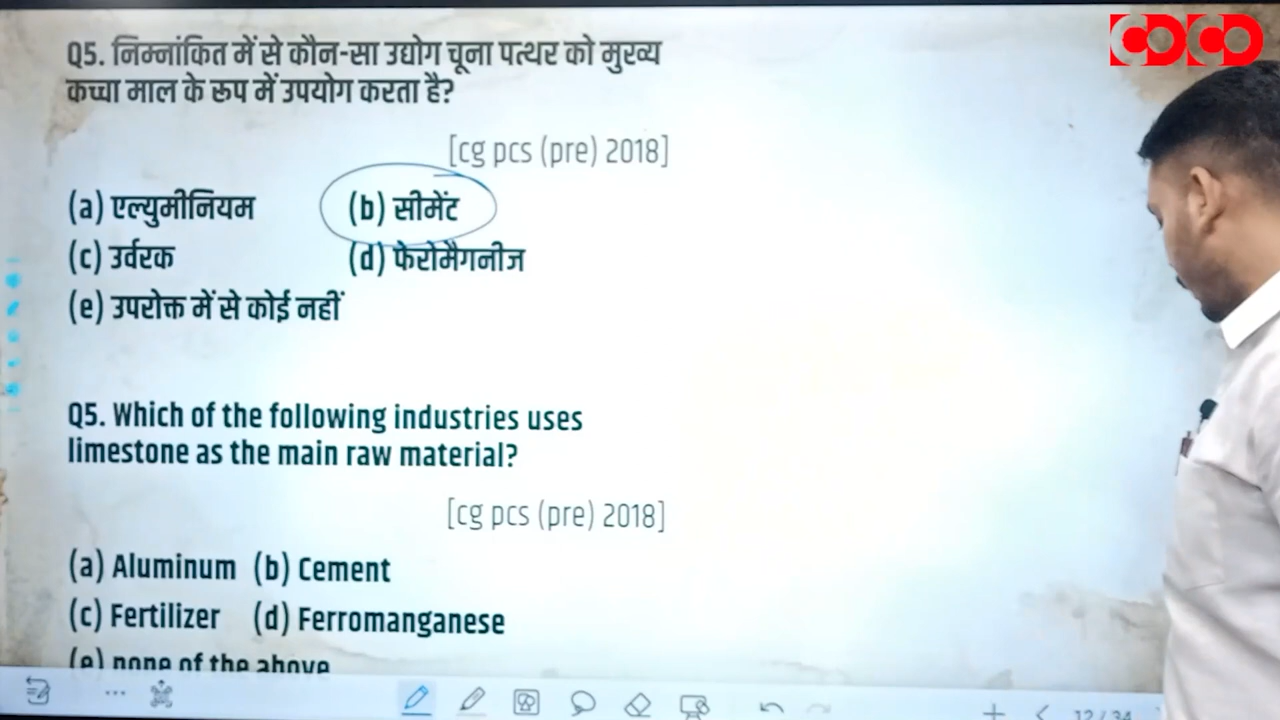 CDCD
Q5. निम्नांकित में से कौन-सा उद्योग चूना पत्थर को मुख्य
कच्चा माल के रूप में उपयोग करता है?
[cg pcs (pre) 2018]
(a) एल्युमीनियम (b) सीमेंट
(c) उर्वरक (d) फेरोमैगनीज
(e) उपरोक्त में से कोई नहीं
Q5. Which of the following industries uses
limestone as the main raw material?
[cg pcs (pre) 2018]
(a) Aluminum (b) Cement
(c) Fertilizer (d) Ferromanganese
(e) none of the above
12/34